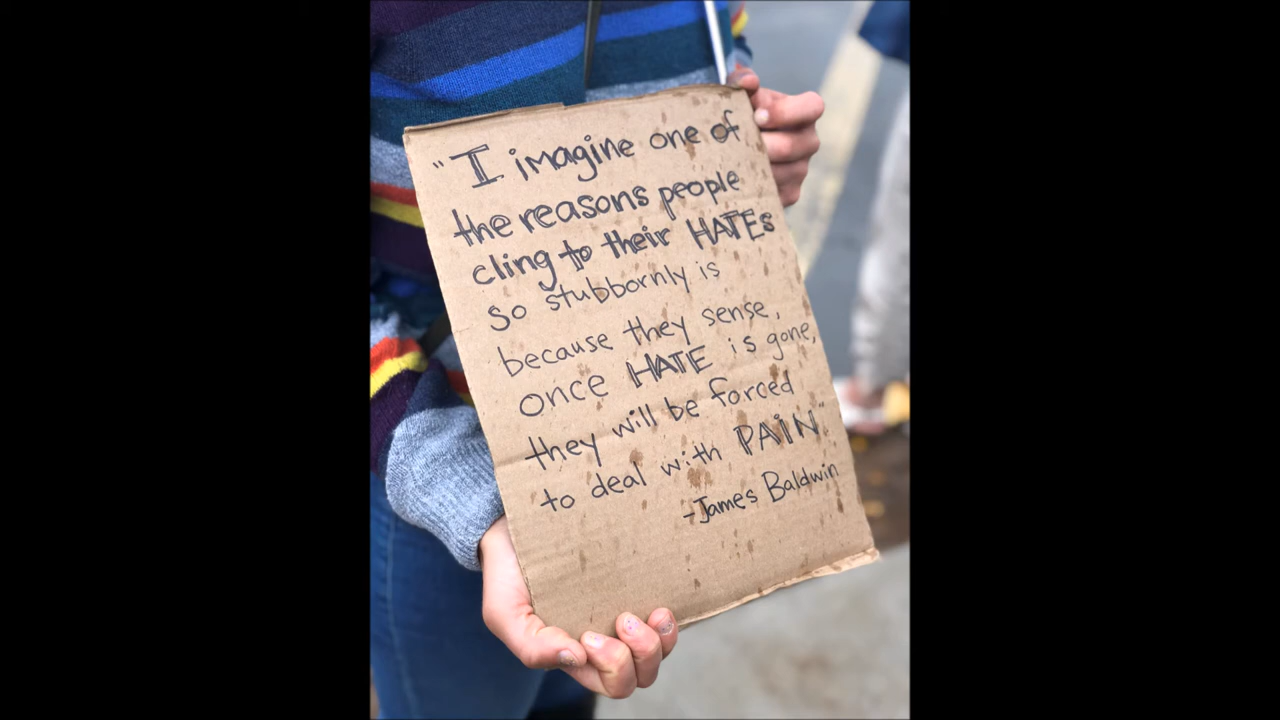 "I imagine one of
the reasons people
cling to their HATEs
so stubbornly is
because they sense,
once HATE is gone,
they will be forced
to deal with PAIN."
-James Baldwin